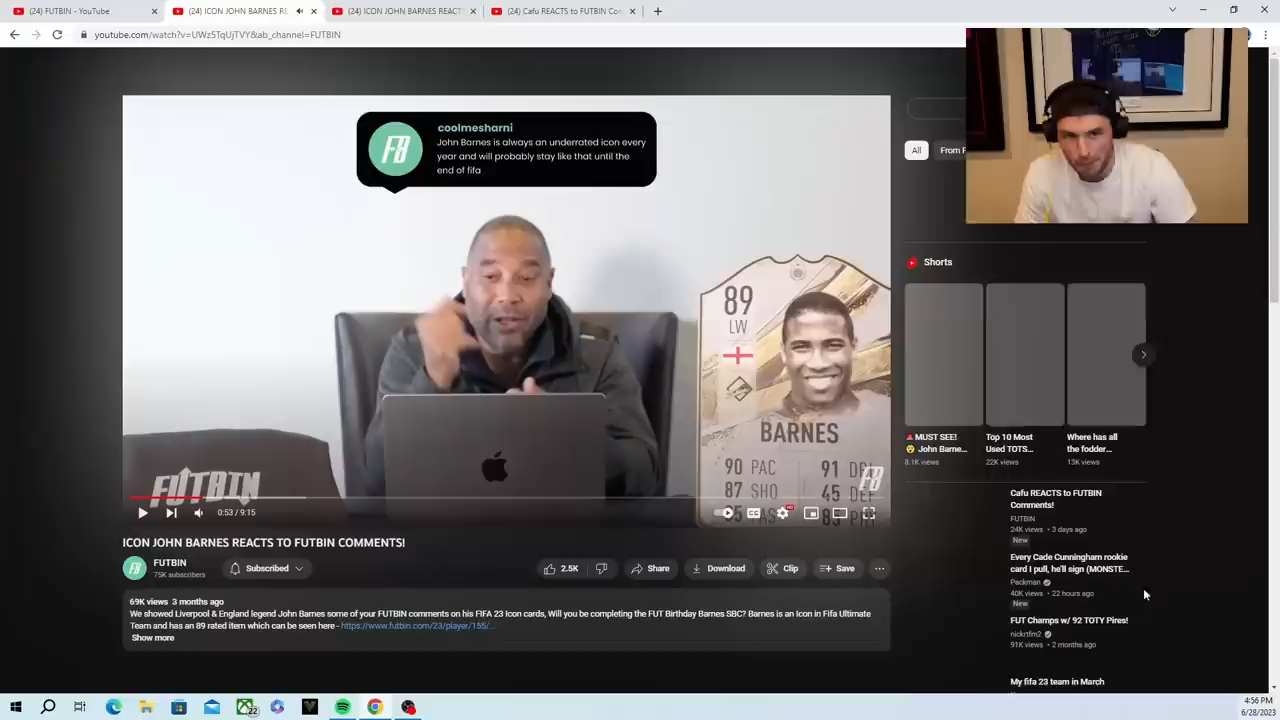 (24) FUTBIN - YouTube
(24) ICON JOHN BARNES RE
(24) ICON JOHN BARNES REACT
(24) Cafu REACTS to FUTBIN Co
youtube.com/watch?v=UWz5TqUjTVY&ab_channel=FUTBIN
coolmesharni
John Barnes is always an underrated icon every
year and will probably stay like that until the
end of fifa
F8
89
LW
BARNES
90 PAC
87 SHO
91
45 DEF
F8
FUTBIN
0:53 / 9:15
CC
HD
ICON JOHN BARNES REACTS TO FUTBIN COMMENTS!
FUTBIN
75K subscribers
Subscribed
2.5K
Share
Download
Clip
Save
69K views 3 months ago
We showed Liverpool & England legend John Barnes some of your FUTBIN comments on his FIFA 23 Icon cards, Will you be completing the FUT Birthday Barnes SBC? Barnes is an Icon in Fifa Ultimate
Team and has an 89 rated item which can be seen here - https://www.futbin.com/23/player/155/...
Show more
All
From F
Shorts
MUST SEE!
John Barne...
8.1K views
Top 10 Most
Used TOTS...
22K views
Where has all
the fodder...
13K views
Cafu REACTS to FUTBIN
Comments!
FUTBIN
24K views • 3 days ago
New
Every Cade Cunningham rookie
card I pull, he'll sign (MONSTE...
Packman
40K views • 22 hours ago
New
FUT Champs w/ 92 TOTY Pires!
nickrtfm2
91K views • 2 months ago
My fifa 23 team in March
22
4:56 PM
6/28/2023